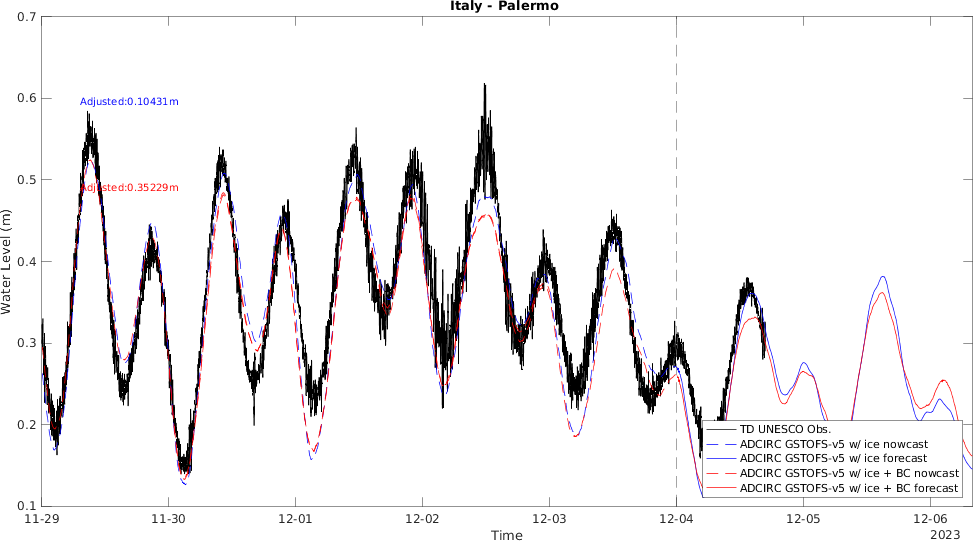 Italy - Palermo
0.7
0.6
0.5
0.4
0.3
0.2
0.1
Water Level (m)
Adjusted:0.10431m
Adjusted:0.35229m
TD UNESCO Obs.
ADCIRC GSTOFS-v5 w/ ice nowcast
ADCIRC GSTOFS-v5 w/ ice forecast
ADCIRC GSTOFS-v5 w/ ice + BC nowcast
ADCIRC GSTOFS-v5 w/ ice + BC forecast
11-29 11-30 12-01 12-02 12-03 12-04 12-05 12-06
Time
2023